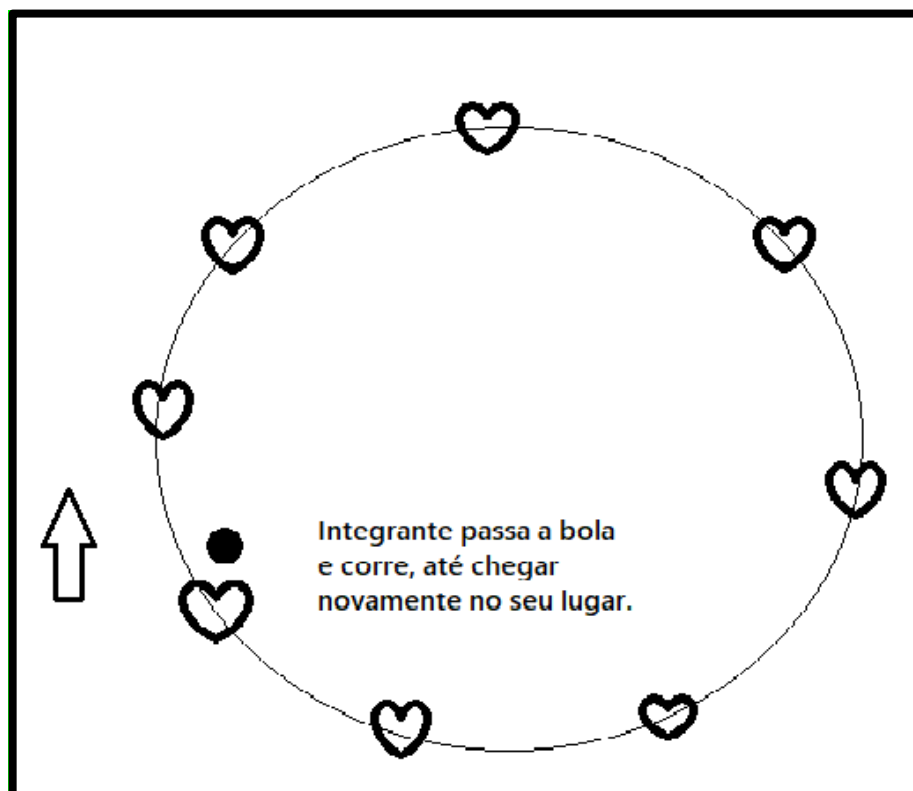 Integrante passa a bola
e corre, até chegar
novamente no seu lugar.